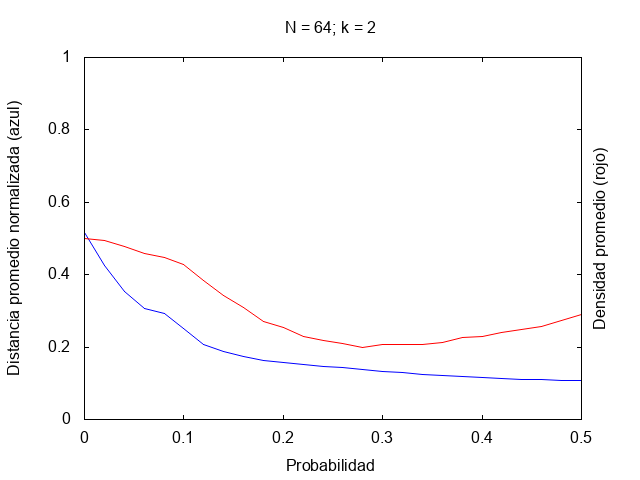 N = 64; k = 2
Distancia promedio normalizada (azul)
1
0.8
0.6
0.4
0.2
0
0 0.1 0.2 0.3 0.4 0.5
Probabilidad
Densidad promedio (rojo)